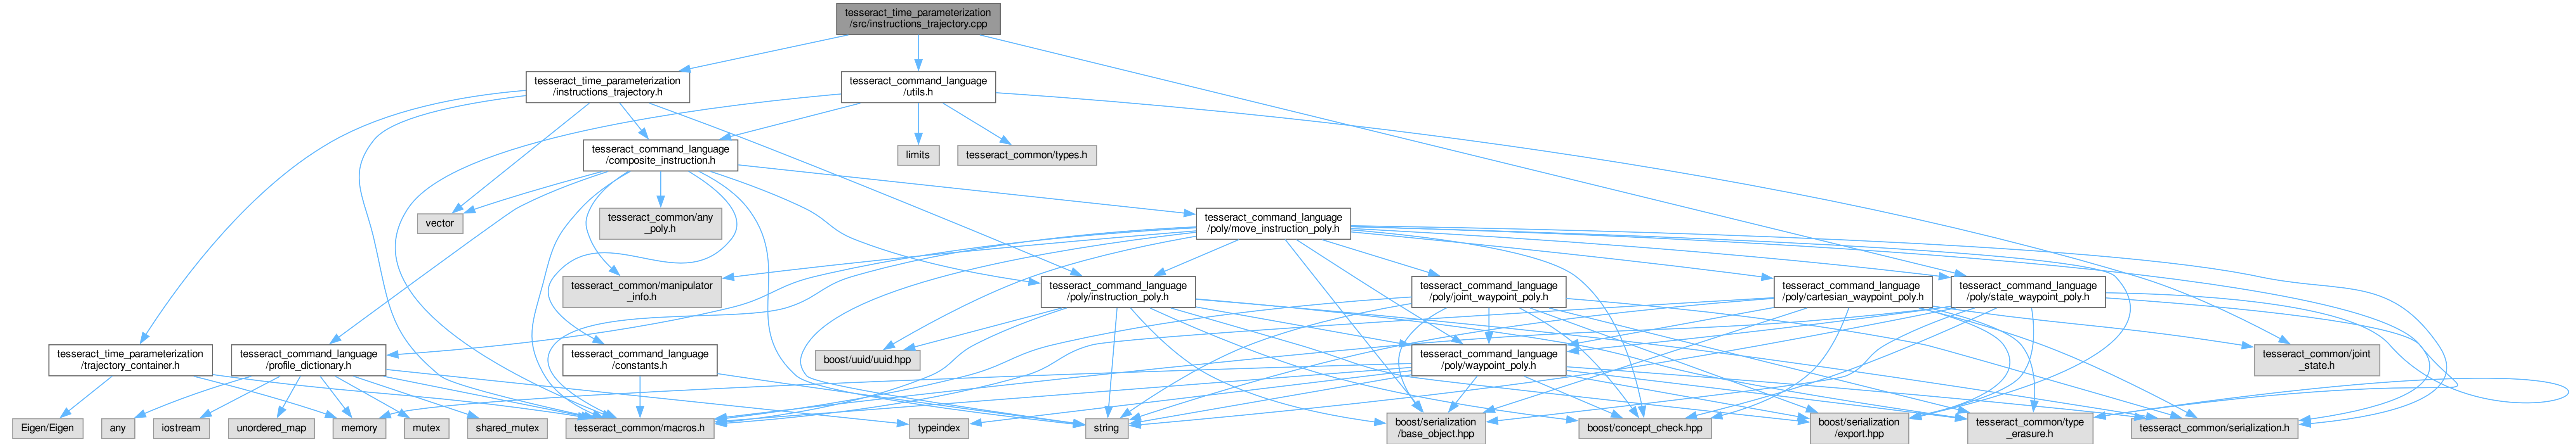 tesseract_time_parameterization
/src/instructions_trajectory.cpp
tesseract_time_parameterization
/instructions_trajectory.h
tesseract_command_language
/utils.h
tesseract_command_language
/composite_instruction.h
limits
tesseract_common/types.h
vector
tesseract_common/any
_poly.h
tesseract_command_language
/poly/move_instruction_poly.h
tesseract_common/manipulator
_info.h
tesseract_command_language
/poly/instruction_poly.h
tesseract_command_language
/poly/joint_waypoint_poly.h
tesseract_command_language
/poly/cartesian_waypoint_poly.h
tesseract_command_language
/poly/state_waypoint_poly.h
tesseract_time_parameterization
/trajectory_container.h
tesseract_command_language
/profile_dictionary.h
tesseract_command_language
/constants.h
boost/uuid/uuid.hpp
tesseract_command_language
/poly/waypoint_poly.h
tesseract_common/joint
_state.h
Eigen/Eigen
any
iostream
unordered_map
memory
mutex
shared_mutex
tesseract_common/macros.h
typeindex
string
boost/serialization
/base_object.hpp
boost/concept_check.hpp
boost/serialization
/export.hpp
tesseract_common/type
_erasure.h
tesseract_common/serialization.h